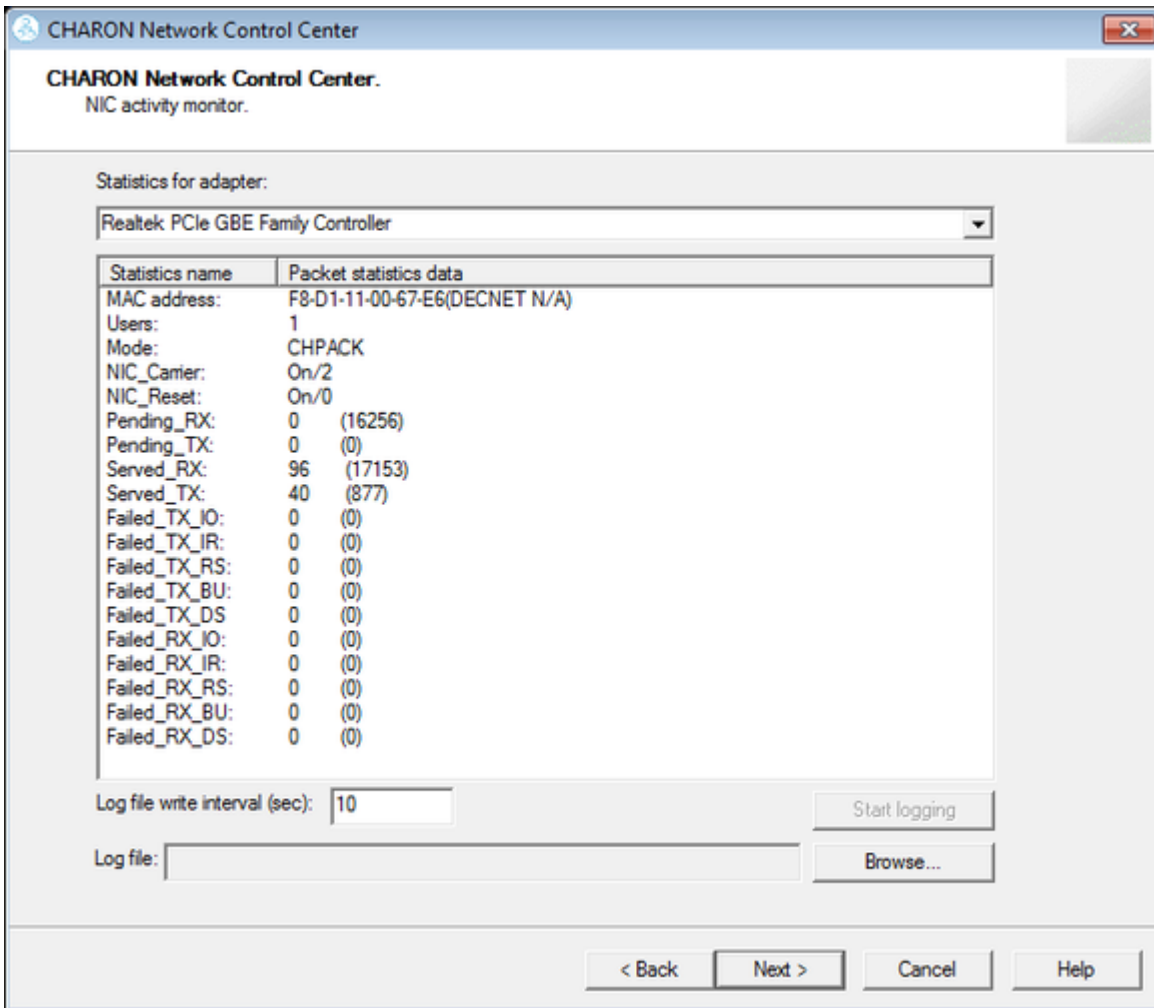 CHARON Network Control Center
CHARON Network Control Center.
NIC activity monitor.
Statistics for adapter:
Realtek PCIe GBE Family Controller
Statistics name Packet statistics data
MAC address: F8-D1-11-00-67-E6(DECNET N/A)
Users: 1
Mode: CHPACK
NIC_Carrier: On/2
NIC_Reset: On/0
Pending_RX: 0 (16256)
Pending_TX: 0 (0)
Served_RX: 96 (17153)
Served_TX: 40 (877)
Failed_TX_IO: 0 (0)
Failed_TX_IR: 0 (0)
Failed_TX_RS: 0 (0)
Failed_TX_BU: 0 (0)
Failed_TX_DS 0 (0)
Failed_RX_IO: 0 (0)
Failed_RX_IR: 0 (0)
Failed_RX_RS: 0 (0)
Failed_RX_BU: 0 (0)
Failed_RX_DS: 0 (0)
Log file write interval (sec): 10 Start logging
Log file: Browse...
< Back Next > Cancel Help